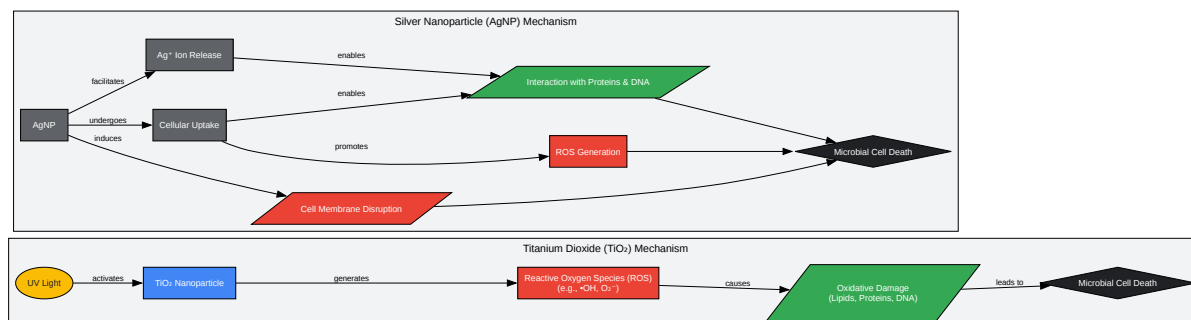 Silver Nanoparticle (AgNP) Mechanism
Ag⁺ Ion Release
enables
facilitates
Interaction with Proteins & DNA
enables
AgNP
undergoes
Cellular Uptake
induces
promotes
ROS Generation
Microbial Cell Death
Cell Membrane Disruption
Titanium Dioxide (TiO₂) Mechanism
UV Light
activates
TiO₂ Nanoparticle
generates
Reactive Oxygen Species (ROS)
(e.g., •OH, O₂⁻)
causes
Oxidative Damage
(Lipids, Proteins, DNA)
leads to
Microbial Cell Death